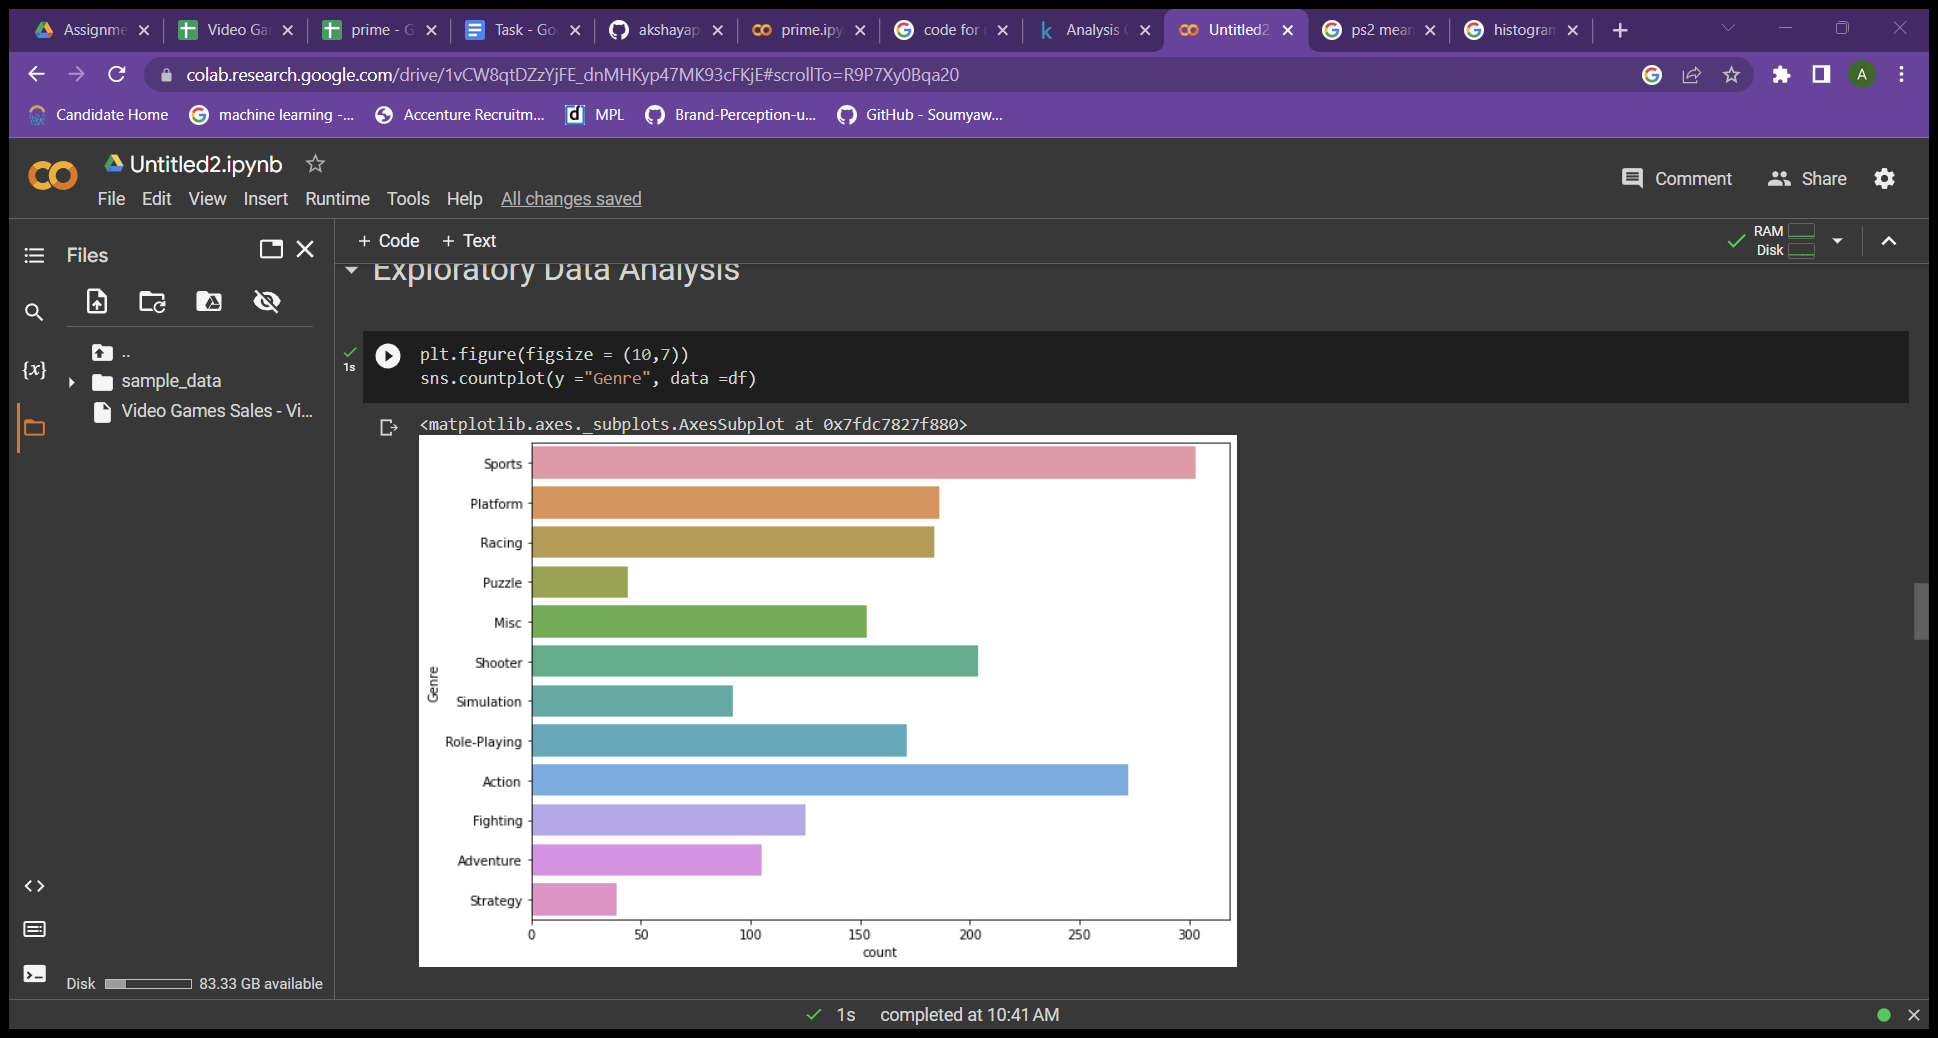 Assignme
Video Ga
prime - G
Task - Go
akshayap
prime.ipy
code for
Analysis
Untitled2
ps2 mean
histogram
colab.research.google.com/drive/1vCW8qtDZzYjFE_dnMHKyp47MK93cFKjE#scrollTo=R9P7Xy0Bqa20
A
Candidate Home
machine learning -...
Accenture Recruitm...
MPL
Brand-Perception-u...
GitHub - Soumyaw...
Untitled2.ipynb
File Edit View Insert Runtime Tools Help All changes saved
Comment
Share
Files
+ Code + Text
RAM
Disk
Exploratory Data Analysis
..
sample_data
Video Games Sales - Vi...
{x}
1s
plt.figure(figsize = (10,7))
sns.countplot(y ="Genre", data =df)
<matplotlib.axes._subplots.AxesSubplot at 0x7fdc7827f880>
Sports
Platform
Racing
Puzzle
Misc
Shooter
Simulation
Role-Playing
Action
Fighting
Adventure
Strategy
Genre
0 50 100 150 200 250 300
count
Disk 83.33 GB available
1s completed at 10:41 AM